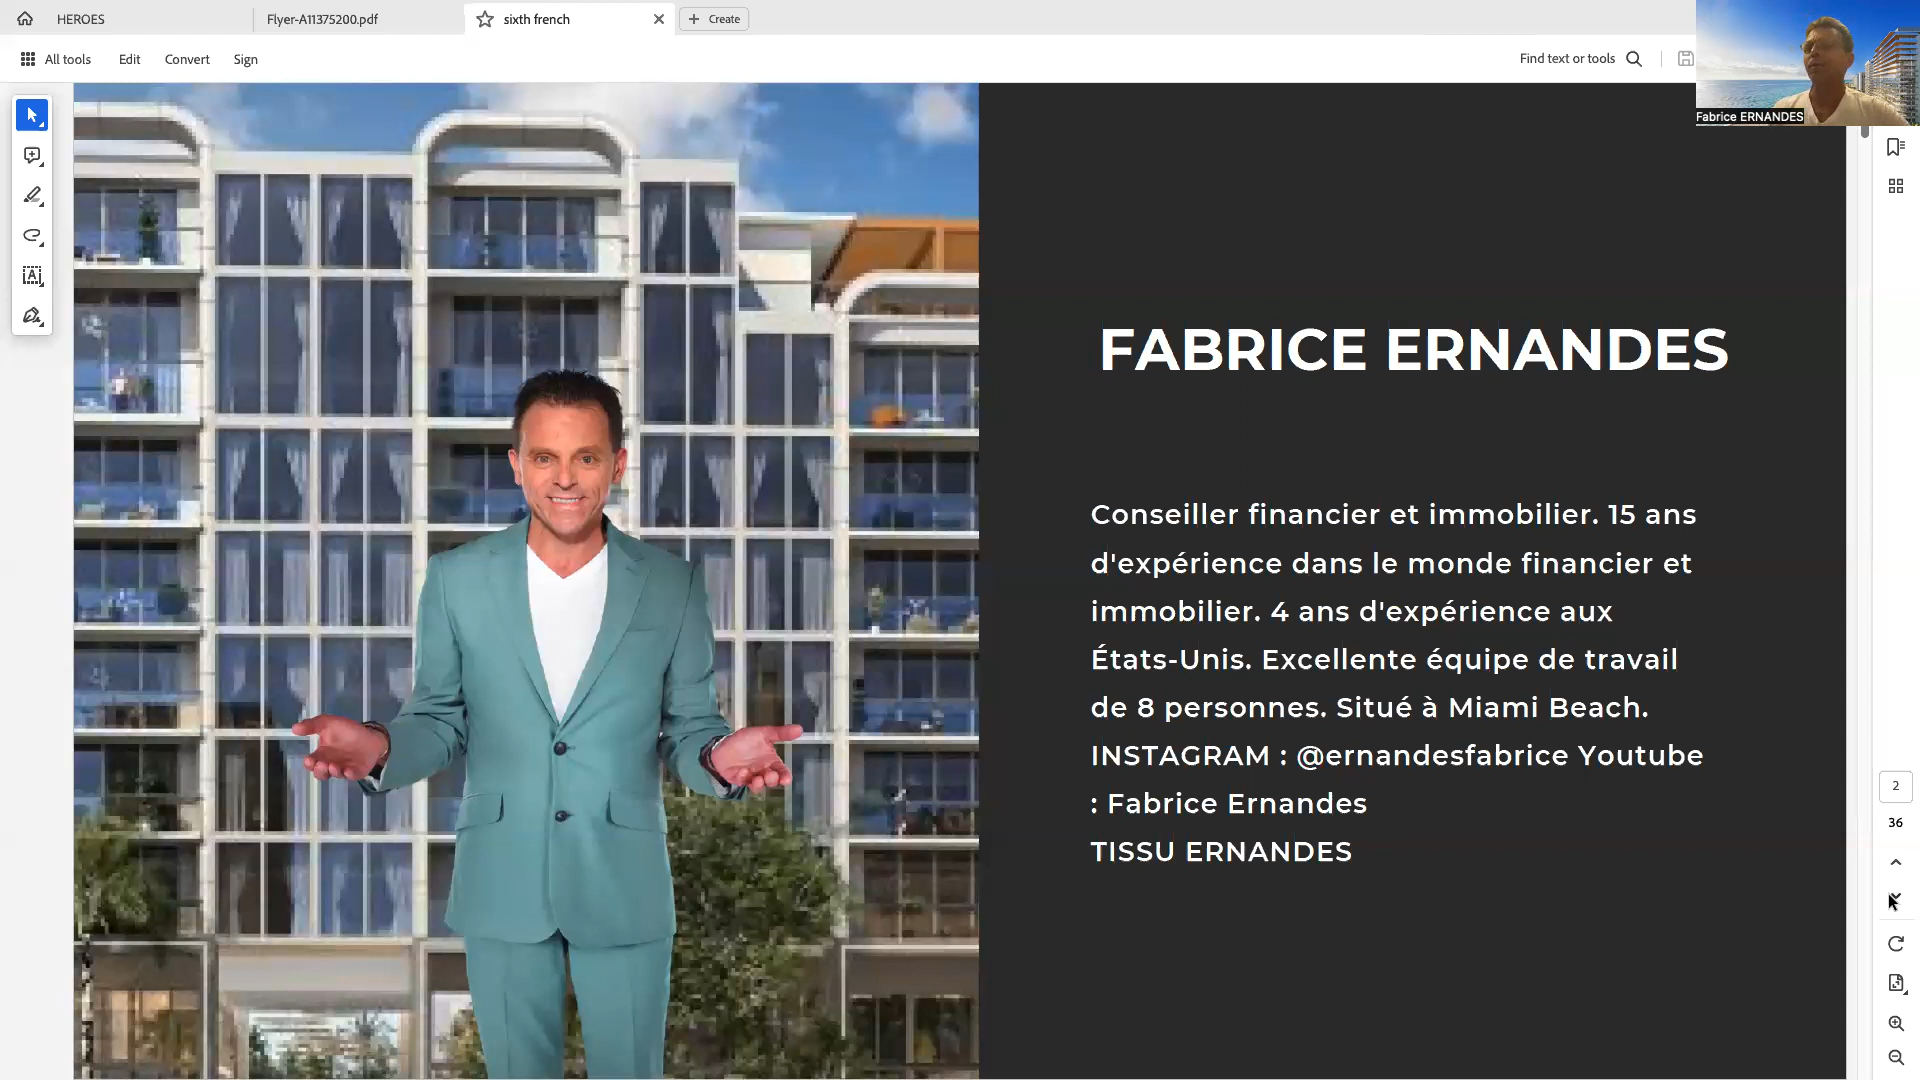 HEROES
Flyer-A11375200.pdf
sixth french
Create
All tools
Edit
Convert
Sign
Find text or tools
Fabrice ERNANDES
FABRICE ERNANDES
Conseiller financier et immobilier. 15 ans
d'expérience dans le monde financier et
immobilier. 4 ans d'expérience aux
États-Unis. Excellente équipe de travail
de 8 personnes. Situé à Miami Beach.
INSTAGRAM : @ernandesfabrice Youtube
: Fabrice Ernandes
TISSU ERNANDES
2
36